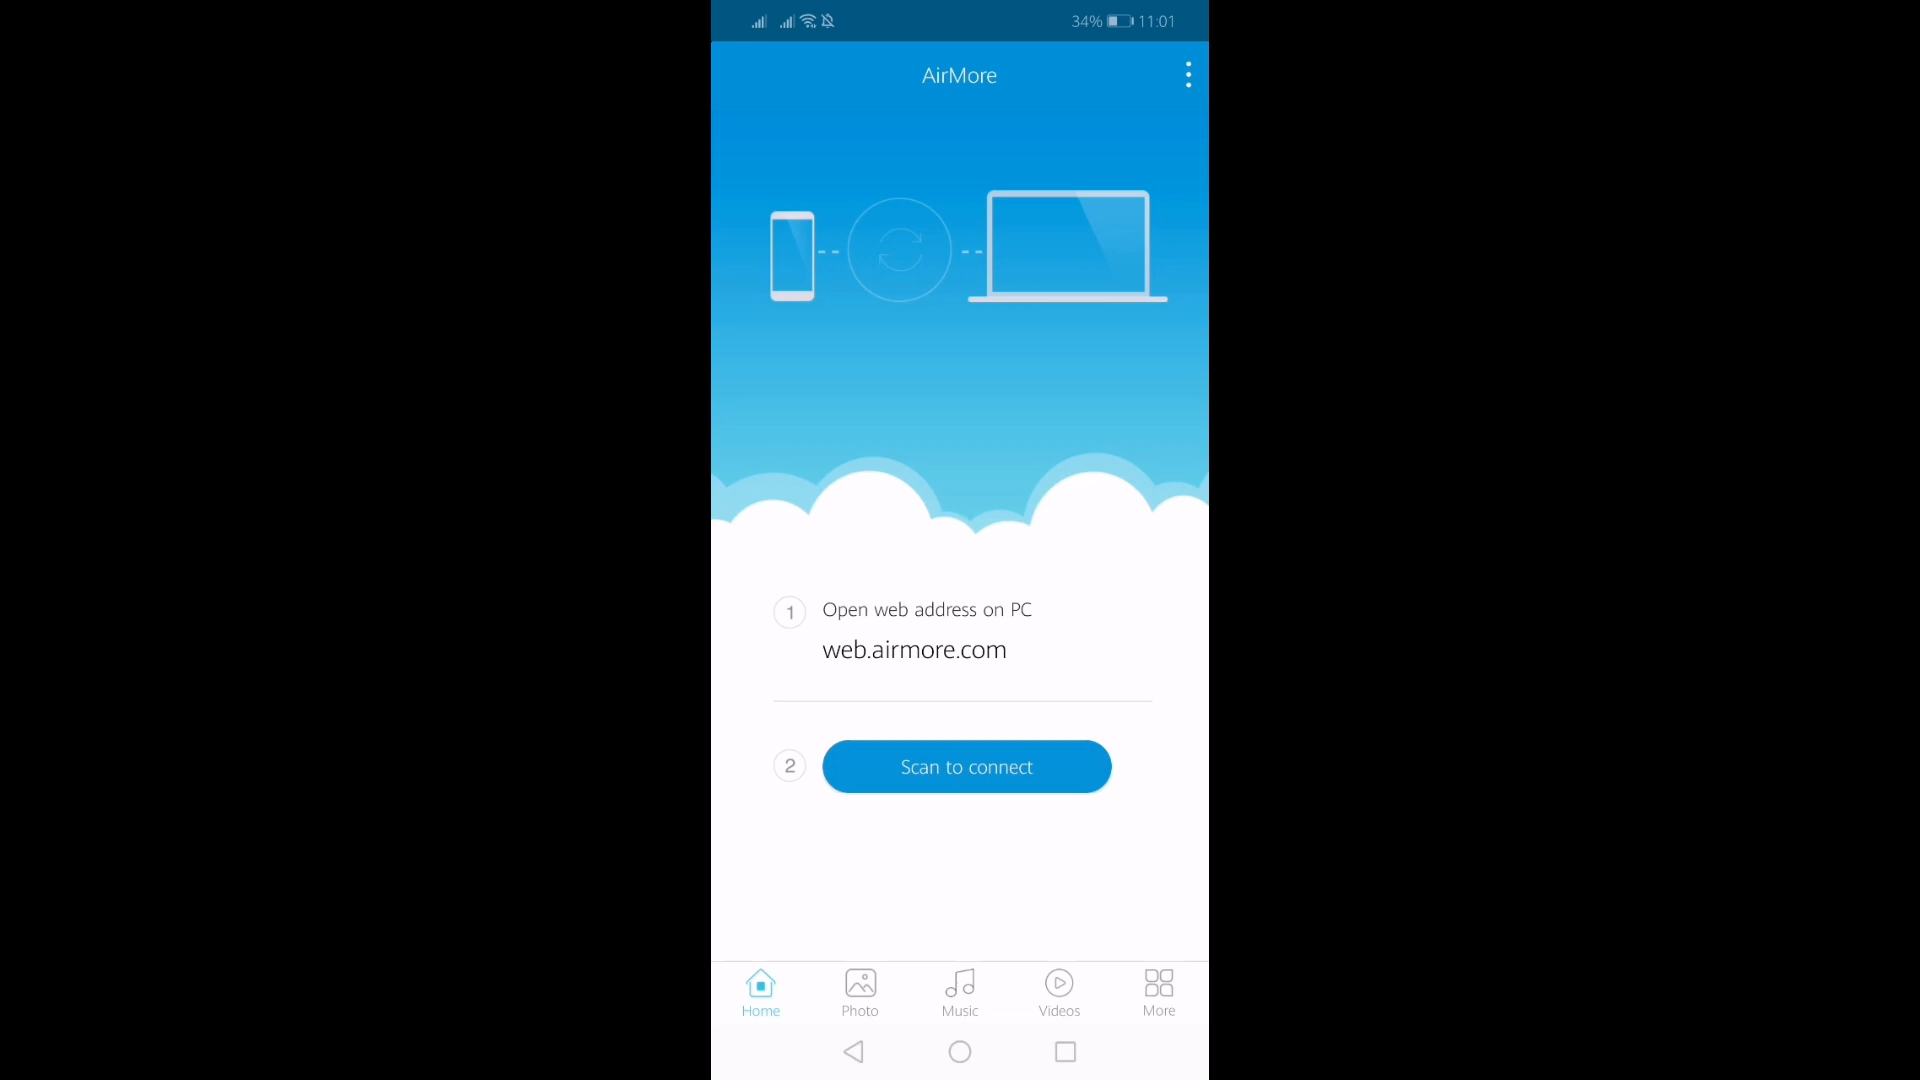 34% 11:01
AirMore
1 Open web address on PC
web.airmore.com
2 Scan to connect
Home Photo Music Videos More